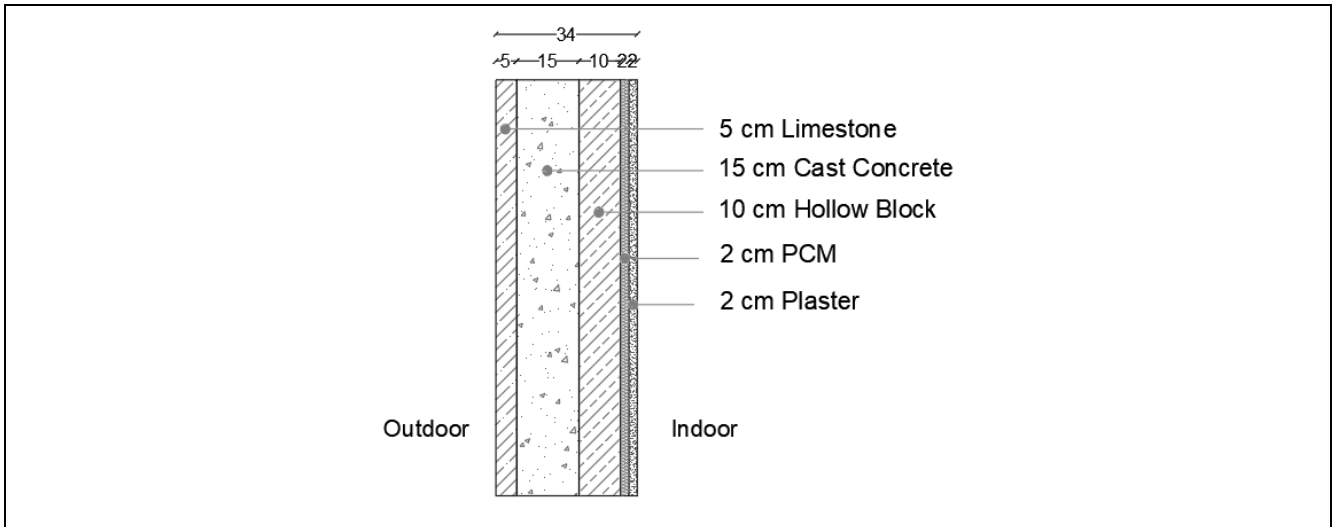 34
5 15 10 2 2
5 cm Limestone
15 cm Cast Concrete
10 cm Hollow Block
2 cm PCM
2 cm Plaster
Outdoor Indoor